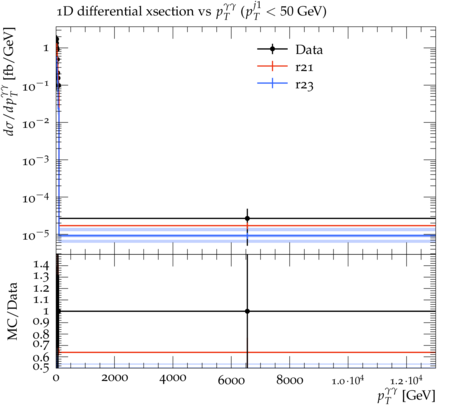 1D differential xsection vs p_T^{γγ} (p_T^{j1} < 50 GeV)
dσ/dp_T^{γγ} [fb/GeV]
Data
r21
r23
1
10^{−1}
10^{−2}
10^{−3}
10^{−4}
10^{−5}
MC/Data
1.4
1.3
1.2
1.1
1
0.9
0.8
0.7
0.6
0.5
0 2000 4000 6000 8000 1.0·10^4 1.2·10^4
p_T^{γγ} [GeV]